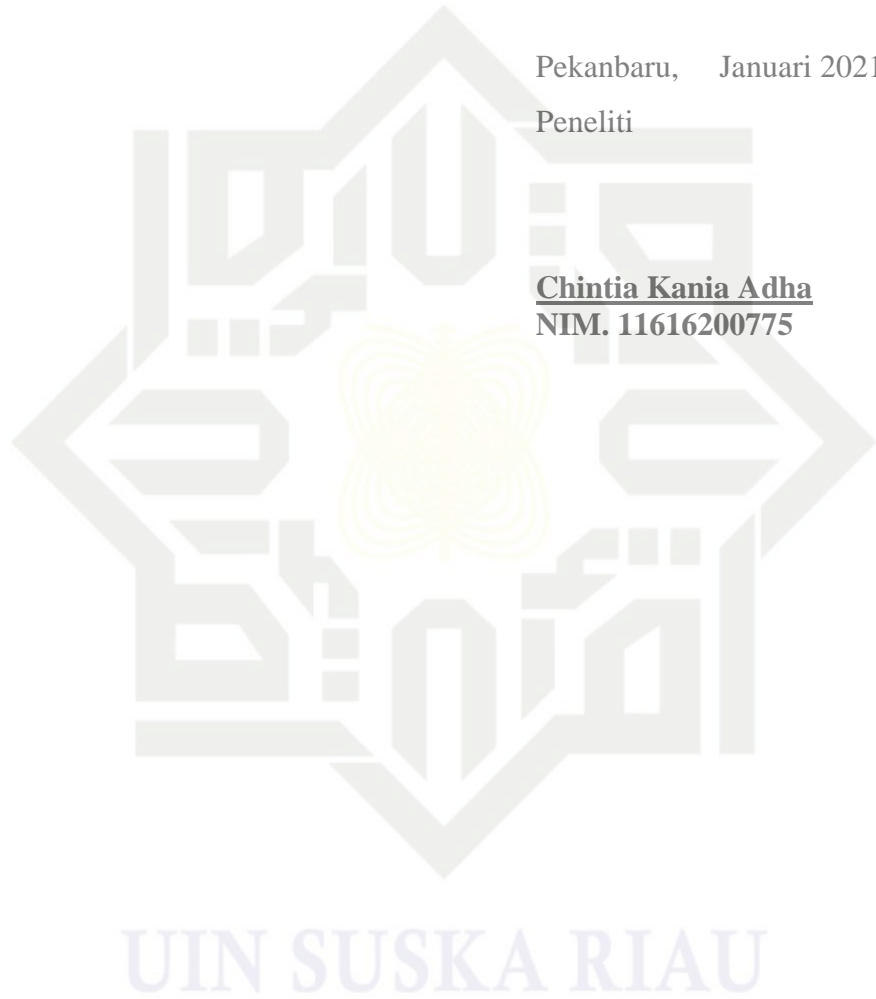 Pekanbaru, Januari 2021
Peneliti
Chintia Kania Adha
NIM. 11616200775
UIN SUSKA RIAU